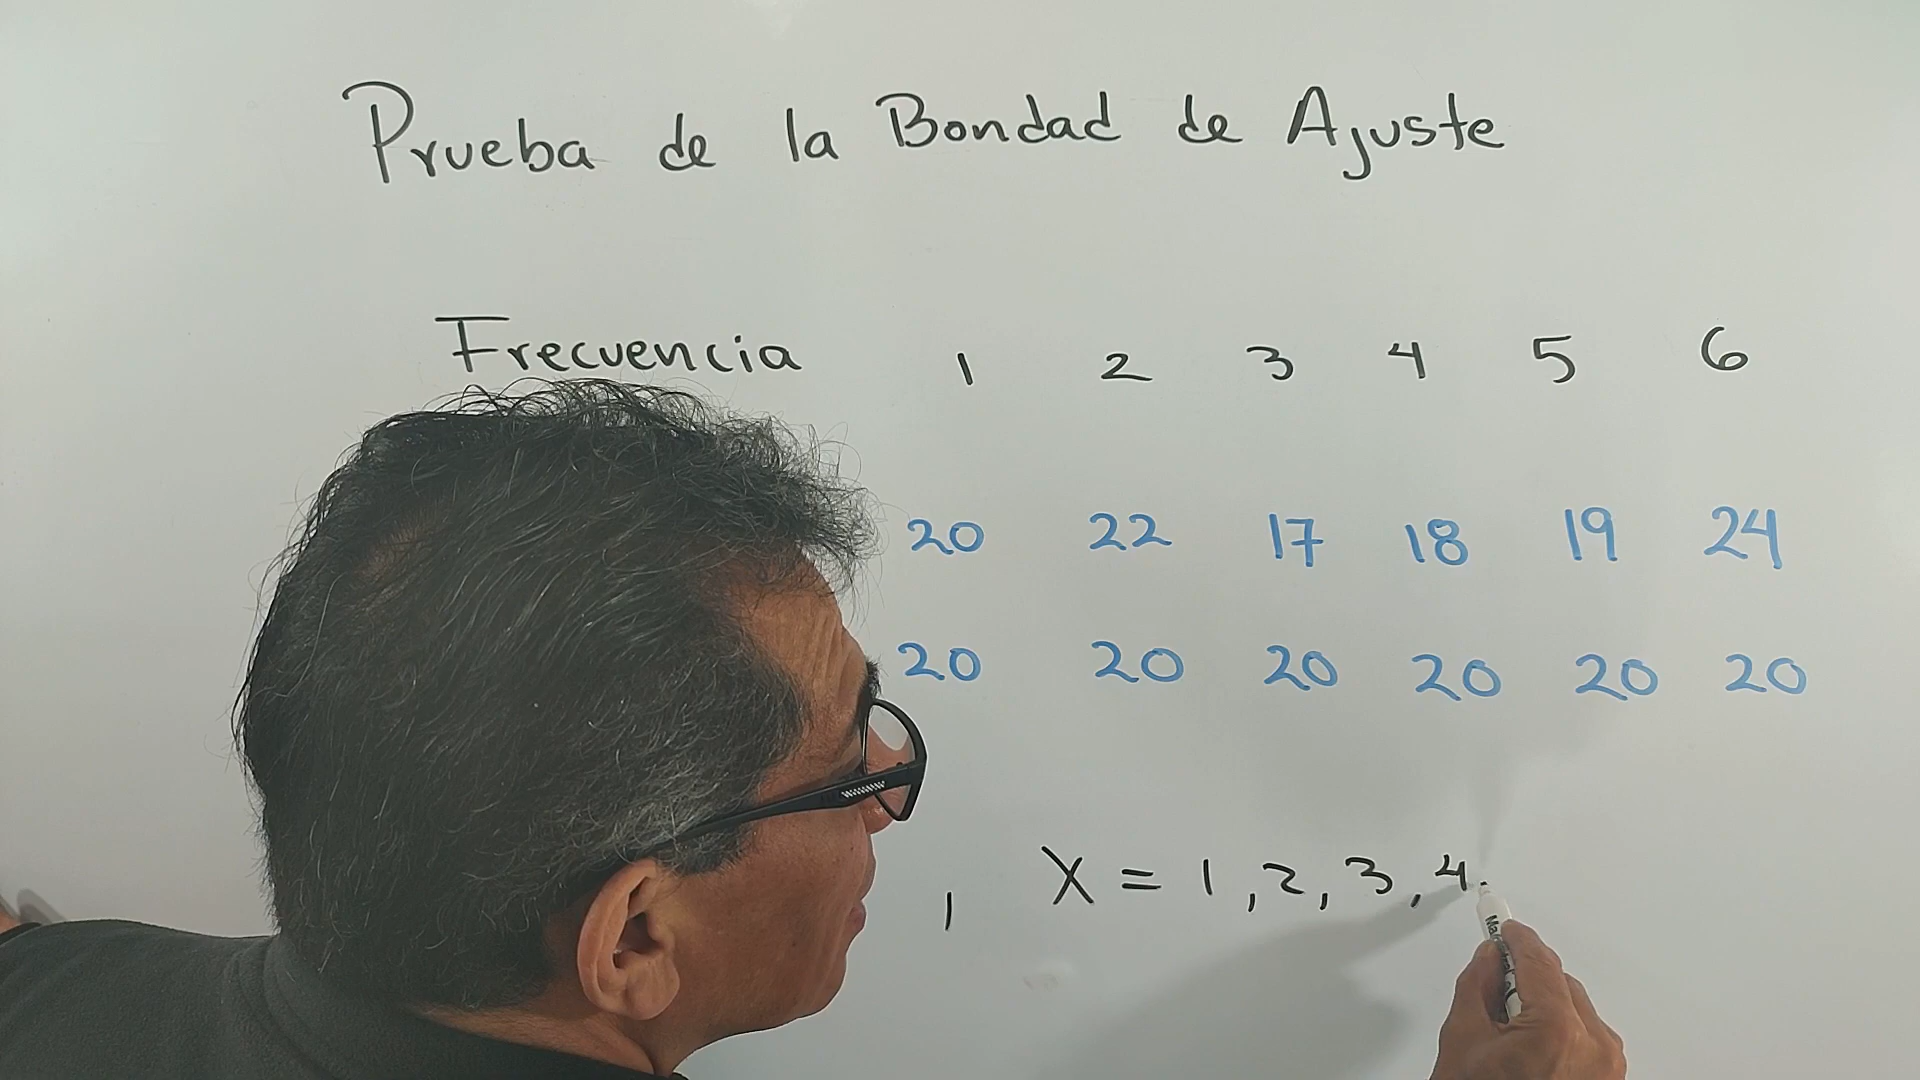 Prueba de la Bondad de Ajuste
Frecuencia 1 2 3 4 5 6
20 22 17 18 19 24
20 20 20 20 20 20
, X = 1, 2, 3, 4